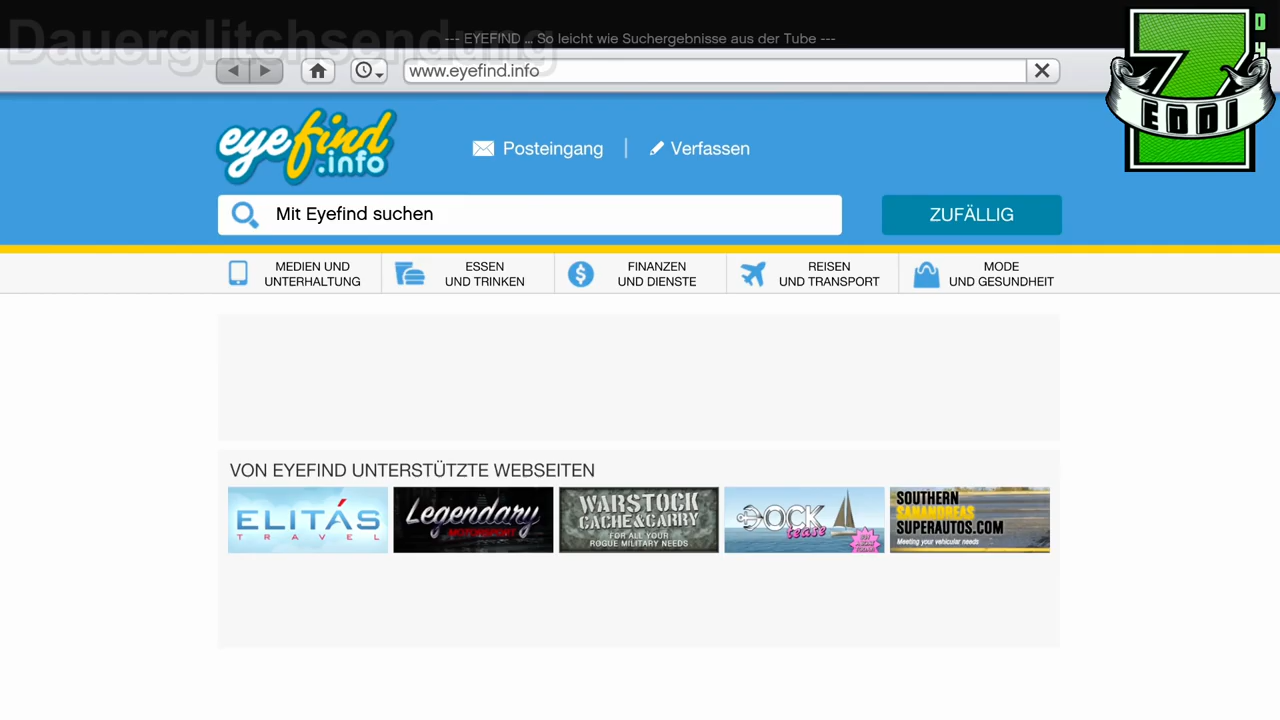 Dauerglitchsendung
--- EYEFIND ... So leicht wie Suchergebnisse aus der Tube ---
www.eyefind.info
eyefind
.info
Posteingang
Verfassen
Mit Eyefind suchen
ZUFÄLLIG
MEDIEN UND
UNTERHALTUNG
ESSEN
UND TRINKEN
FINANZEN
UND DIENSTE
REISEN
UND TRANSPORT
MODE
UND GESUNDHEIT
VON EYEFIND UNTERSTÜTZTE WEBSEITEN
ELITÁS
TRAVEL
Legendary
MOTORSPORT
WARSTOCK
CACHE&CARRY
FOR ALL YOUR
ROGUE MILITARY NEEDS
DOCK
tease
SOUTHERN
SANANDREAS
SUPERAUTOS.COM
Meeting your vehicular needs
Z
EDDI
04